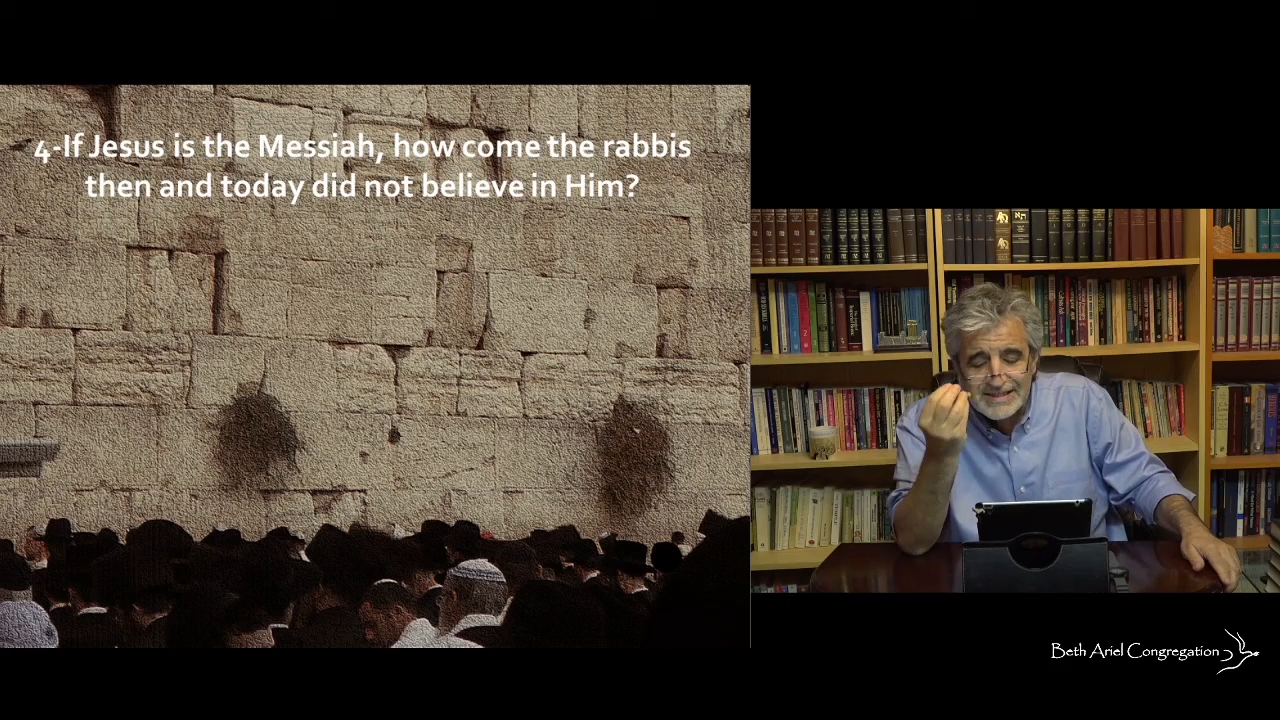 4-If Jesus is the Messiah, how come the rabbis
then and today did not believe in Him?
Beth Ariel Congregation